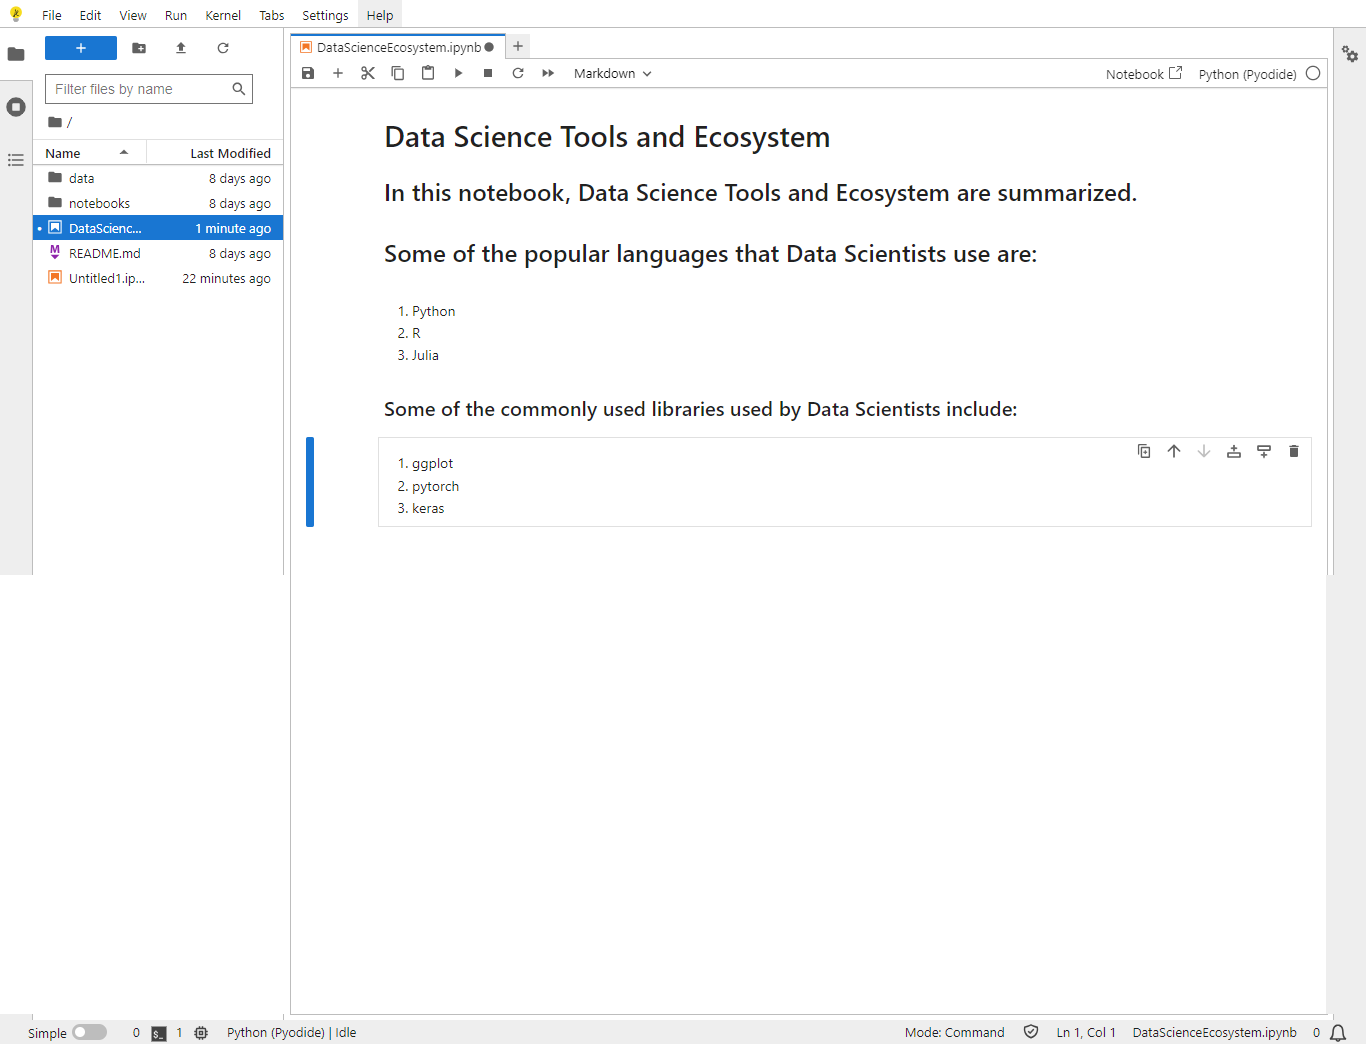 File Edit View Run Kernel Tabs Settings Help
+
Filter files by name
/
Name Last Modified
data 8 days ago
notebooks 8 days ago
• DataScienc... 1 minute ago
M README.md 8 days ago
Untitled1.ip... 22 minutes ago
DataScienceEcosystem.ipynb +
Markdown Notebook Python (Pyodide)
Data Science Tools and Ecosystem
In this notebook, Data Science Tools and Ecosystem are summarized.
Some of the popular languages that Data Scientists use are:
1. Python
2. R
3. Julia
Some of the commonly used libraries used by Data Scientists include:
1. ggplot
2. pytorch
3. keras
Simple 0 $_ 1 Python (Pyodide) | Idle Mode: Command Ln 1, Col 1 DataScienceEcosystem.ipynb 0